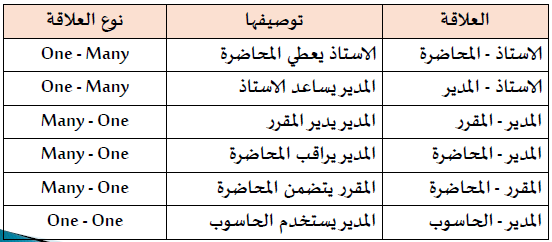 العلاقة توصيفها نوع العلاقة
الاستاذ - المحاضرة الاستاذ يعطي المحاضرة One - Many
الاستاذ - المدير المدير يساعد الاستاذ One - Many
المدير - المقرر المدير يدير المقرر Many - One
المدير - المحاضرة المدير يراقب المحاضرة Many - One
المقرر - المحاضرة المقرر يتضمن المحاضرة Many - One
المدير - الحاسوب المدير يستخدم الحاسوب One - One